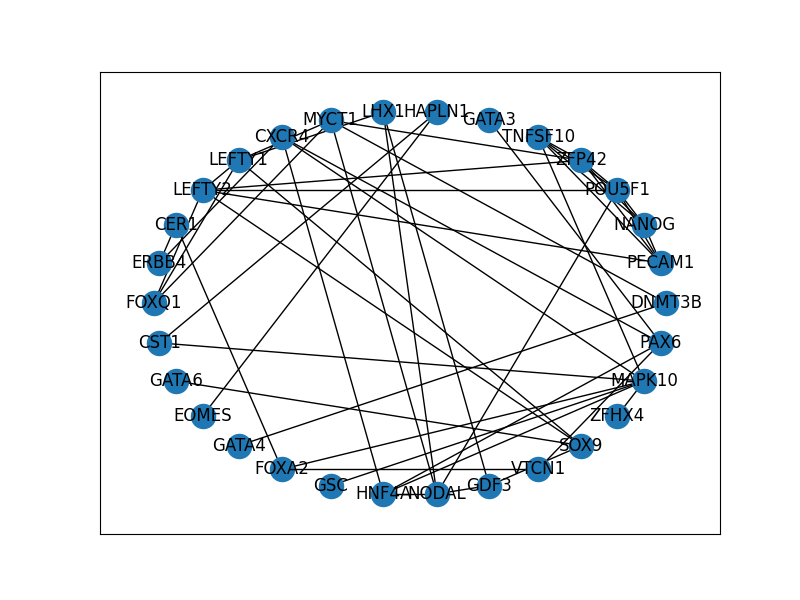 LHX1
HAPLN1
MYCT1
GATA3
CXCR4
TNFSF10
LEFTY1
ZFP42
LEFTY2
POU5F1
CER1
NANOG
ERBB4
PECAM1
FOXQ1
DNMT3B
CST1
PAX6
GATA6
MAPK10
EOMES
ZFHX4
GATA4
SOX9
FOXA2
VTCN1
GSC
GDF3
HNF4A
NODAL